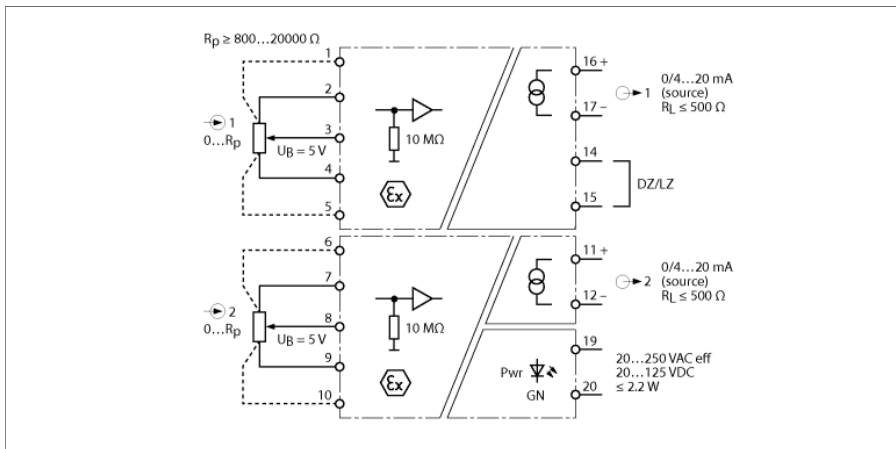 Rp ≥ 800…20000 Ω
1
2
3
4
5
1
0…Rp
UB = 5 V
10 MΩ
εx
16 +
17 –
0/4…20 mA
1 (source)
RL ≤ 500 Ω
14
15
DZ/LZ
6
7
8
9
10
2
0…Rp
UB = 5 V
10 MΩ
εx
11 +
12 –
0/4…20 mA
2 (source)
RL ≤ 500 Ω
19
20
Pwr
GN
20…250 VAC eff
20…125 VDC
≤ 2.2 W